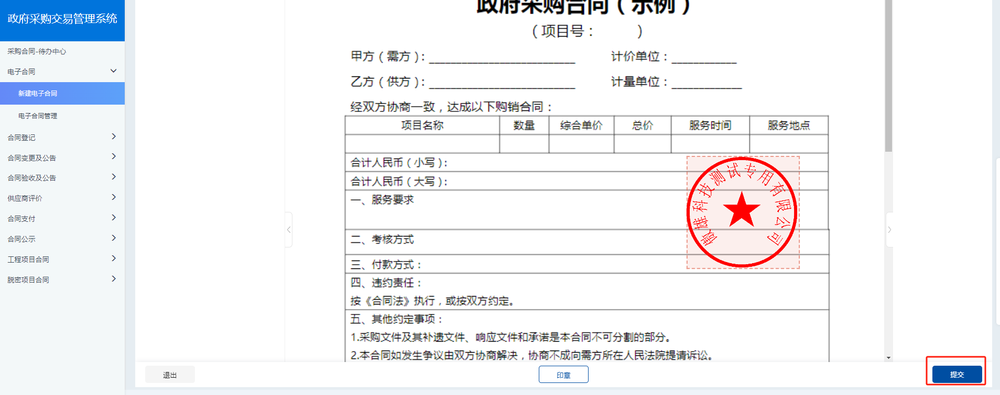 政府采购交易管理系统
采购合同-待办中心
电子合同
新建电子合同
电子合同管理
合同登记
合同变更及公告
合同验收及公告
供应商评价
合同支付
合同公示
工程项目合同
脱密项目合同
政府采购合同（示例）
（项目号： ）
甲方（需方）：___________________________ 计价单位：____________
乙方（供方）：___________________________ 计量单位：_____________
经双方协商一致，达成以下购销合同：
项目名称 数量 综合单价 总价 服务时间 服务地点
合计人民币（小写）：
合计人民币（大写）：
一、服务要求
二、考核方式
三、付款方式：
四、违约责任：
按《合同法》执行，或按双方约定。
五、其他约定事项：
1.采购文件及其补遗文件、响应文件和承诺是本合同不可分割的部分。
2.本合同如发生争议由双方协商解决，协商不成向需方所在人民法院提请诉讼。
雄科技测试专用有限公司
退出
印章
提交